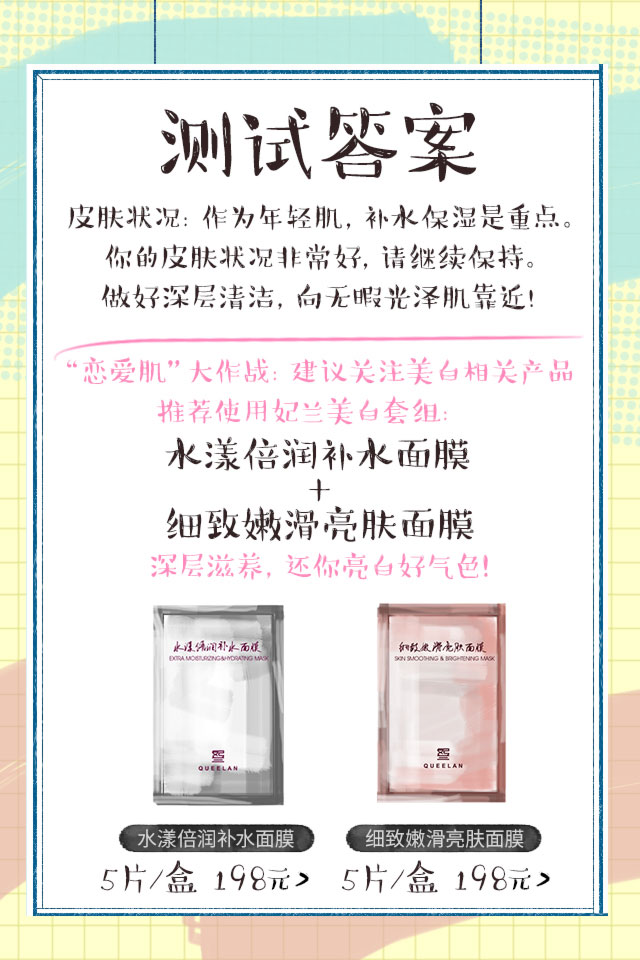 测试答案
皮肤状况: 作为年轻肌, 补水保湿是重点。
你的皮肤状况非常好, 请继续保持。
做好深层清洁, 向无暇光泽肌靠近!
“恋爱肌”大作战: 建议关注美白相关产品
推荐使用妃兰美白套组:
水漾倍润补水面膜
+
细致嫩滑亮肤面膜
深层滋养, 还你亮白好气色!
水漾倍润补水面膜
EXTRA MOISTURIZING&HYDRATING MASK
QUEELAN
细致嫩滑亮肤面膜
SKIN SMOOTHING & BRIGHTENING MASK
QUEELAN
水漾倍润补水面膜
细致嫩滑亮肤面膜
5片/盒 198元>
5片/盒 198元>